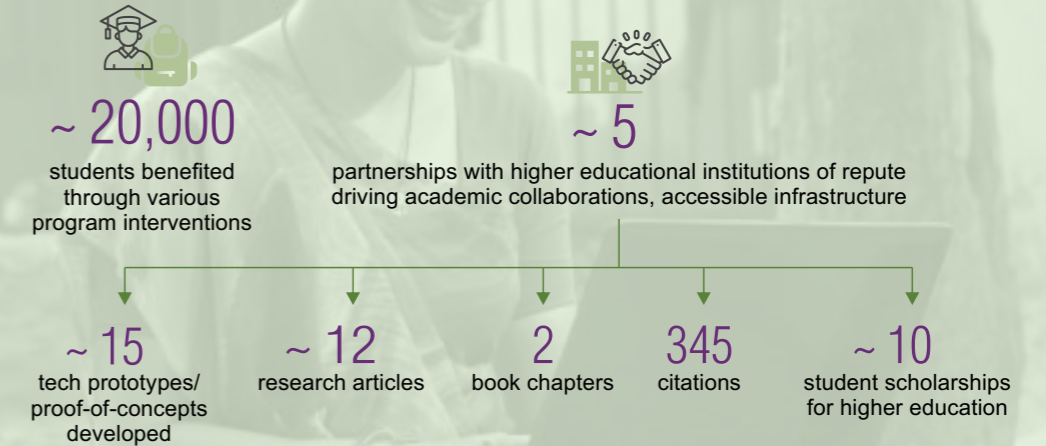 ~ 20,000
students benefited
through various
program interventions
~ 5
partnerships with higher educational institutions of repute
driving academic collaborations, accessible infrastructure
~ 15
tech prototypes/
proof-of-concepts
developed
~ 12
research articles
2
book chapters
345
citations
~ 10
student scholarships
for higher education